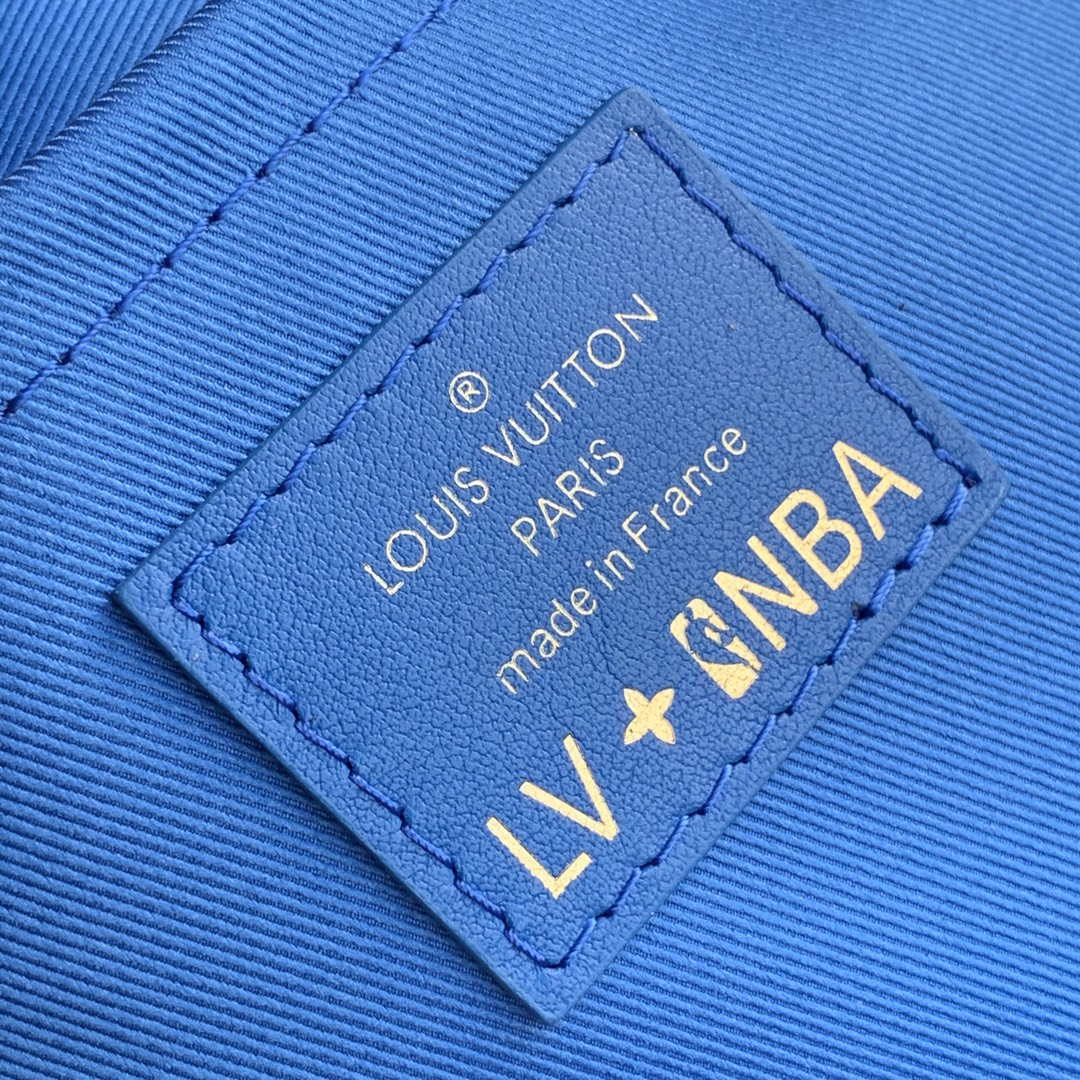 ®
LOUIS VUITTON
PARIS
made in France
LV NBA